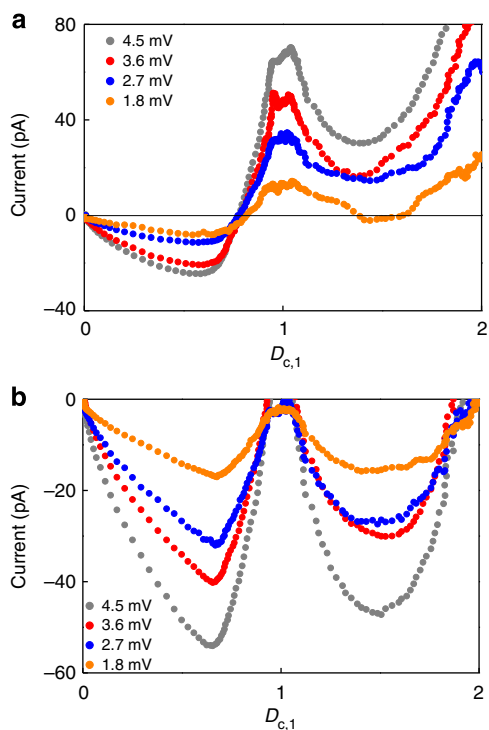 a
80
40
0
–40
Current (pA)
4.5 mV
3.6 mV
2.7 mV
1.8 mV
0
1
2
D c,1
b
0
–20
–40
–60
Current (pA)
4.5 mV
3.6 mV
2.7 mV
1.8 mV
0
1
2
D c,1